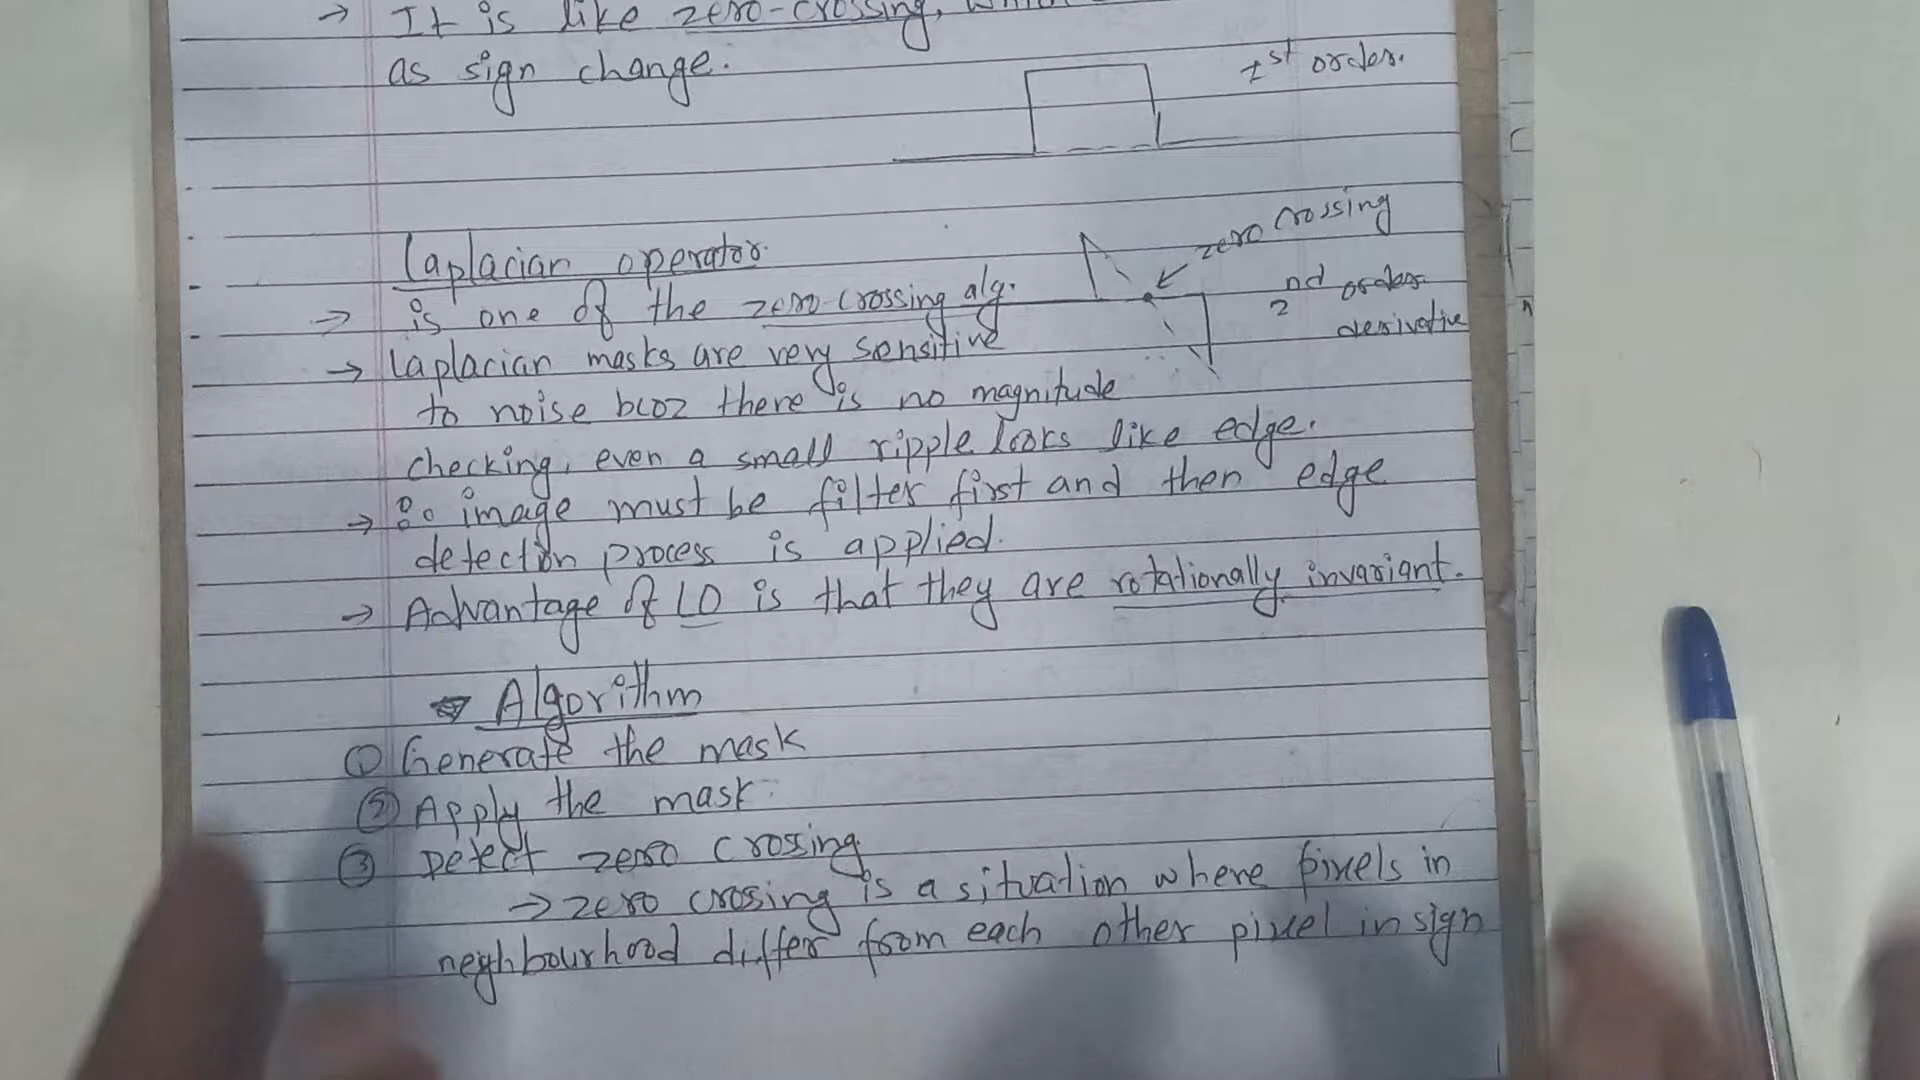 → It is like zero-crossing,
as sign change.
1st order.
zero crossing
2nd order
derivative
Laplacian operator.
→ is one of the zero-crossing alg.
→ Laplacian masks are very sensitive
to noise bcoz there is no magnitude
checking, even a small ripple looks like edge.
→ ∴ image must be filter first and then edge
detection process is applied.
→ Advantage of LO is that they are rotationally invariant.
Algorithm
① Generate the mask
② Apply the mask.
③ Detect zero crossing
→ zero crosing is a situation where pixels in
neighbourhood differ from each other pixel in sign